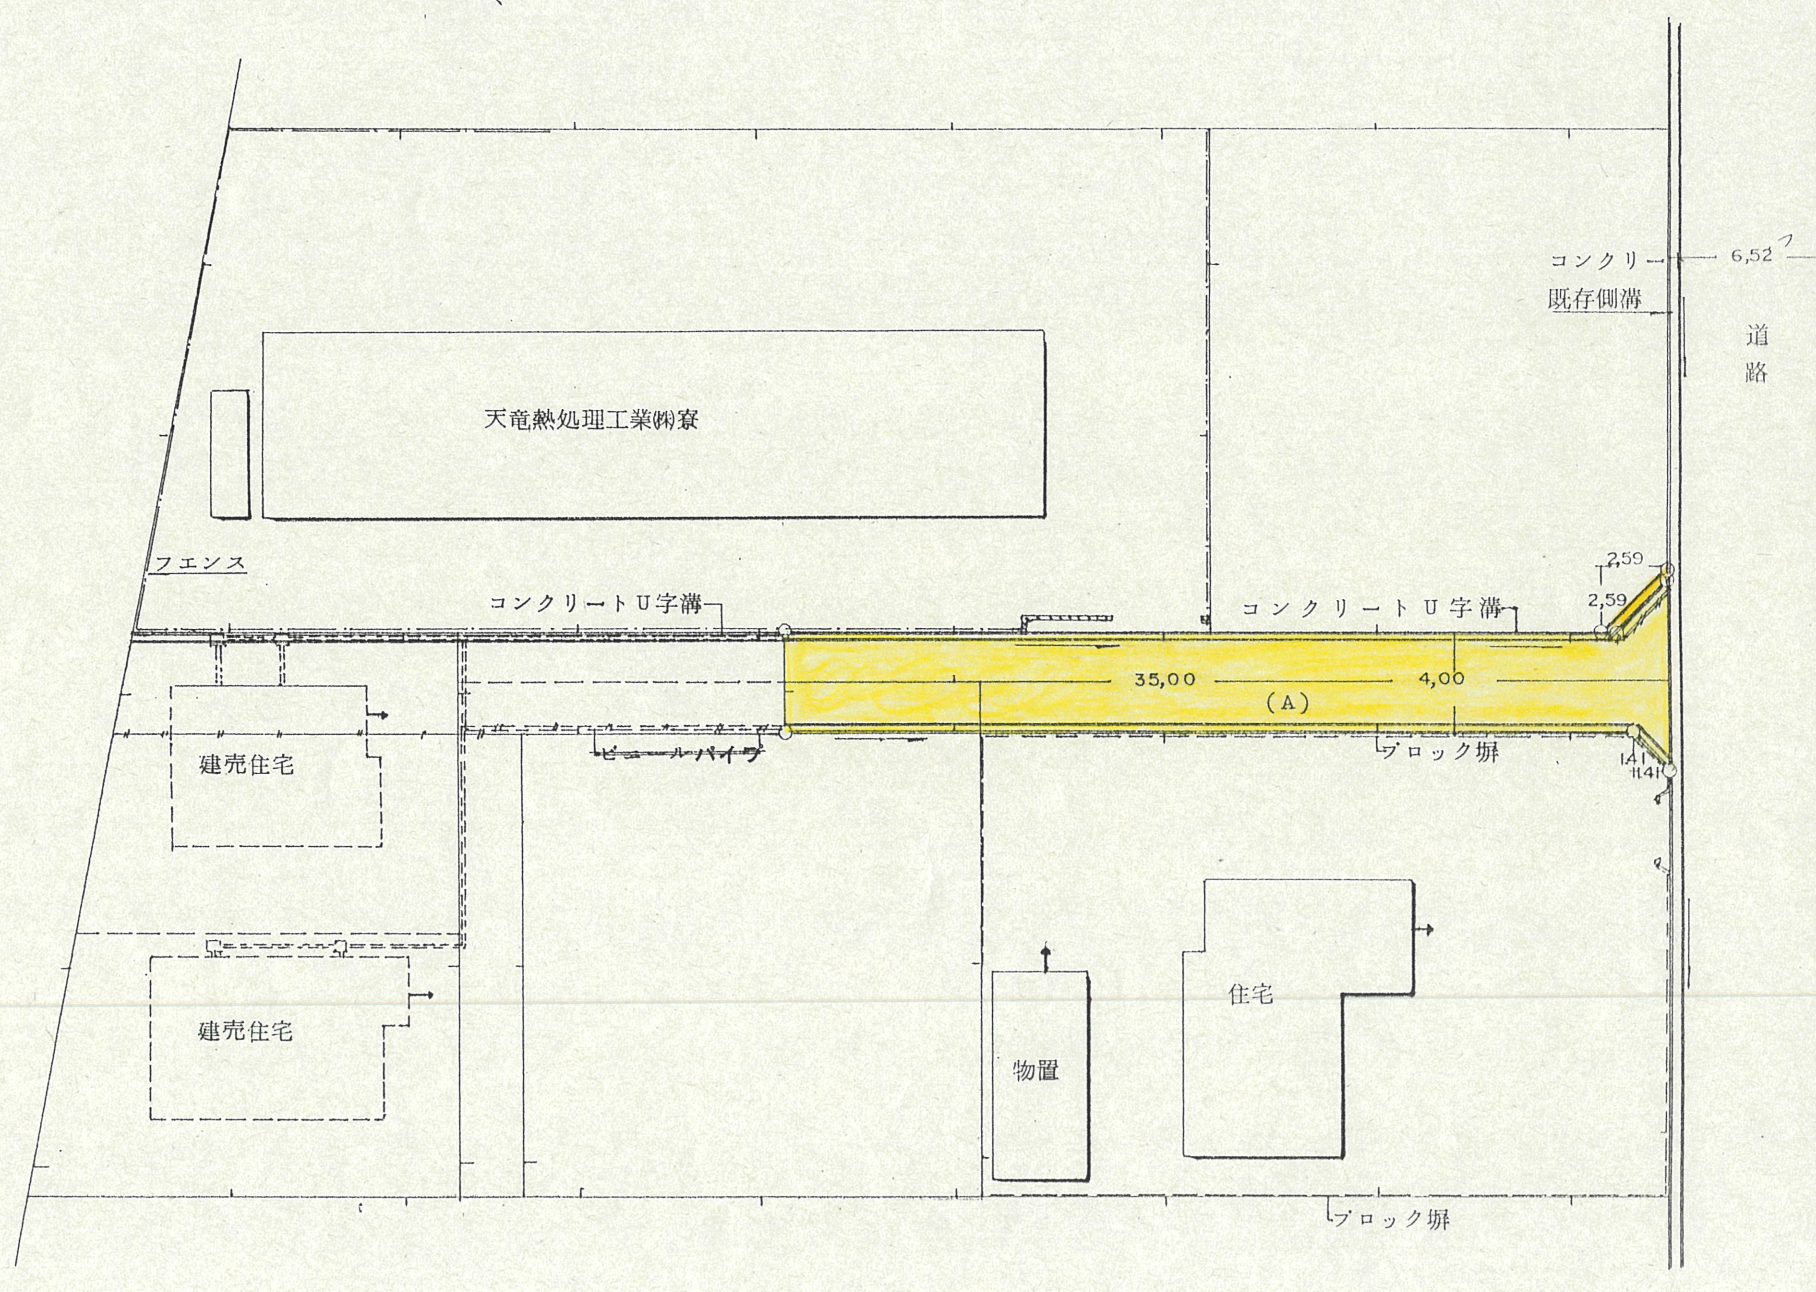 コンクリー
6,52
既存側溝
道
路
天竜熱処理工業㈱寮
フエンス
2,59
2,59
コンクリートU字溝
コンクリートU字溝
35,00
4,00
(A)
ヒュールパイプ
ブロック塀
1,41
1,41
建売住宅
住宅
建売住宅
物置
ブロック塀